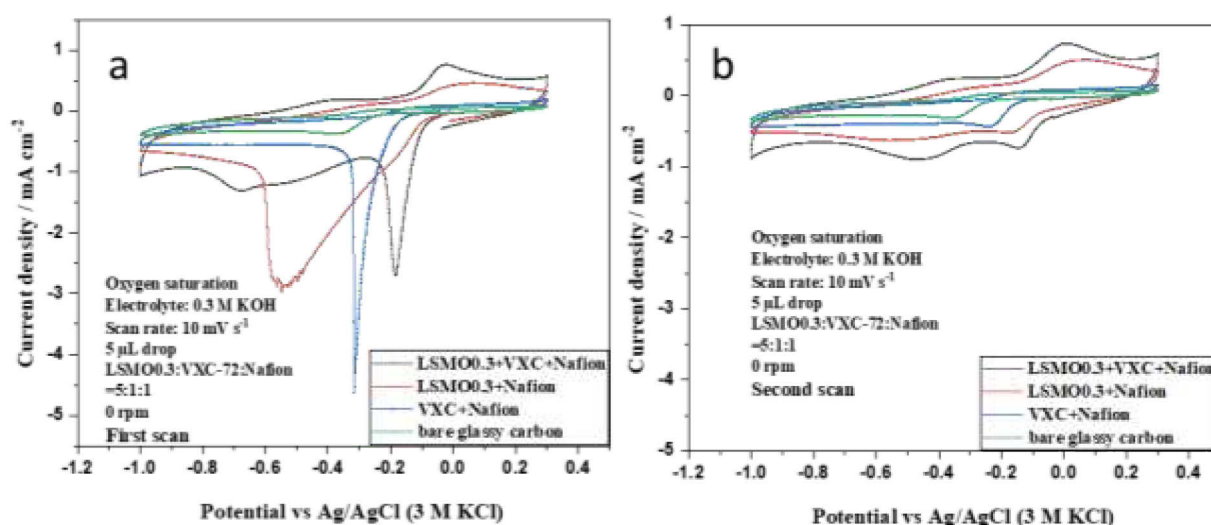 a
Current density / mA cm⁻²
1
0
-1
-2
-3
-4
-5
Oxygen saturation
Electrolyte: 0.3 M KOH
Scan rate: 10 mV s⁻¹
5 µL drop
LSMO0.3:VXC-72:Nafion
=5:1:1
0 rpm
First scan
LSMO0.3+VXC+Nafion
LSMO0.3+Nafion
VXC+Nafion
bare glassy carbon
-1.2 -1.0 -0.8 -0.6 -0.4 -0.2 0.0 0.2 0.4
Potential vs Ag/AgCl (3 M KCl)
b
Current density / mA cm⁻²
1
0
-1
-2
-3
-4
-5
Oxygen saturation
Electrolyte: 0.3 M KOH
Scan rate: 10 mV s⁻¹
5 µL drop
LSMO0.3:VXC-72:Nafion
=5:1:1
0 rpm
Second scan
LSMO0.3+VXC+Nafion
LSMO0.3+Nafion
VXC+Nafion
bare glassy carbon
-1.2 -1.0 -0.8 -0.6 -0.4 -0.2 0.0 0.2 0.4
Potential vs Ag/AgCl (3 M KCl)